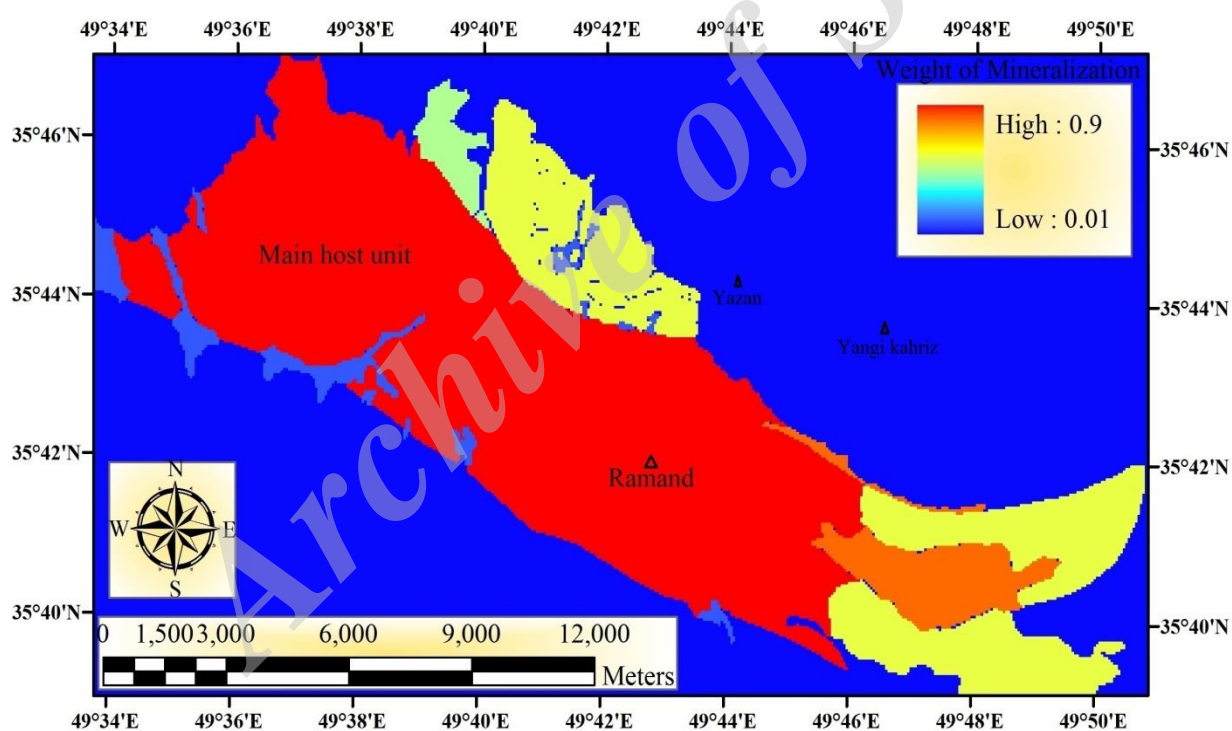 49°34'E 49°36'E 49°38'E 49°40'E 49°42'E 49°44'E 49°46'E 49°48'E 49°50'E
Weight of Mineralization
High : 0.9
Low : 0.01
35°46'N 35°46'N
Main host unit
35°44'N 35°44'N
Yazan
Yangi kahriz
35°42'N 35°42'N
Ramand
N
W E
S
35°40'N 35°40'N
0 1,500 3,000 6,000 9,000 12,000
Meters
49°34'E 49°36'E 49°38'E 49°40'E 49°42'E 49°44'E 49°46'E 49°48'E 49°50'E
Archive of